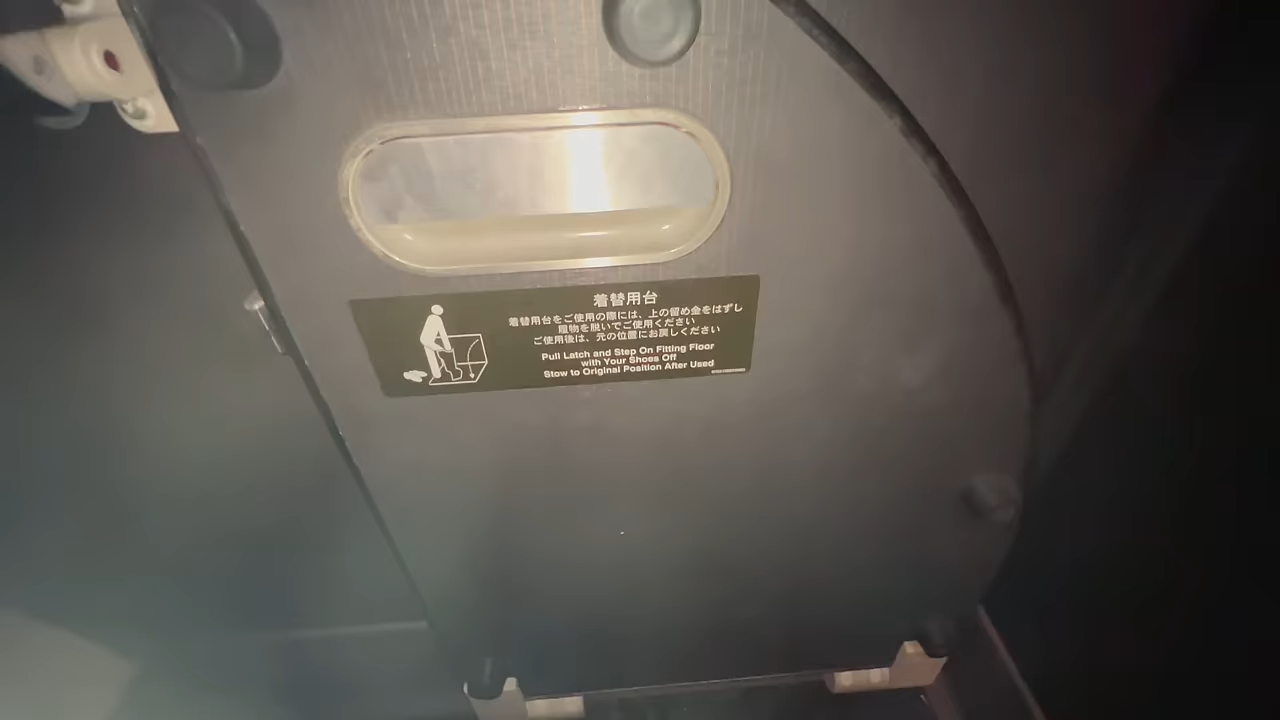 着替用台
着替用台をご使用の際には、上の留め金をはずし
履物を脱いでご使用ください
ご使用後は、元の位置にお戻しください
Pull Latch and Step On Fitting Floor
with Your Shoes Off
Stow to Original Position After Used